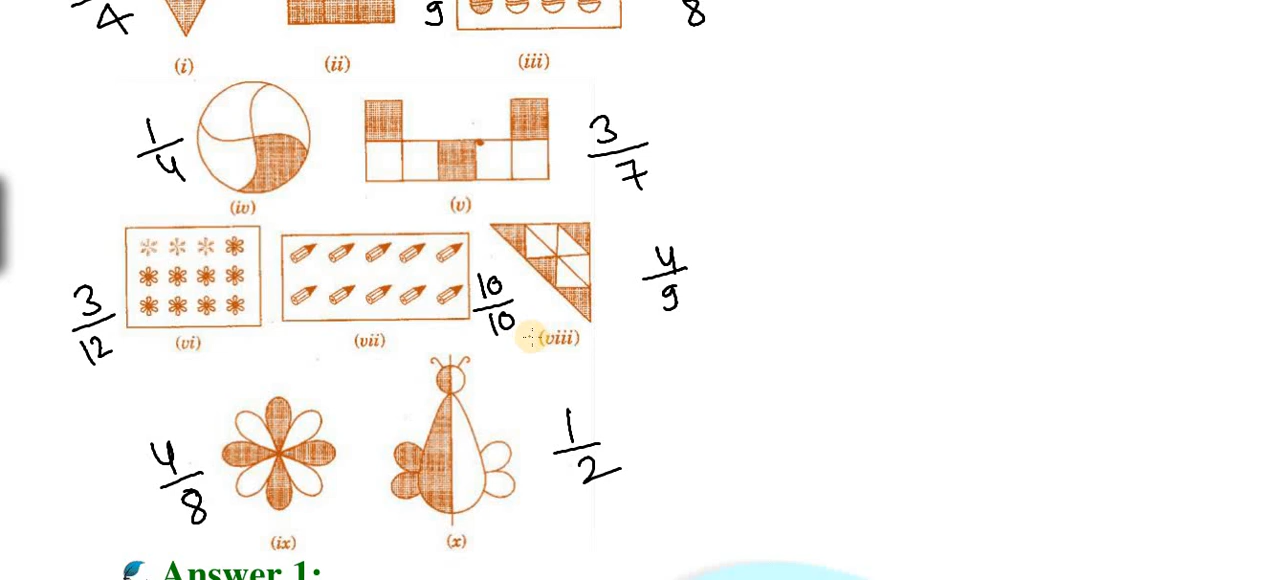 4
9
8
(i)
(ii)
(iii)
1/4
3/7
(iv)
(v)
3/12
10/10
4/9
(vi)
(vii)
(viii)
4/8
1/2
(ix)
(x)
Answer 1: